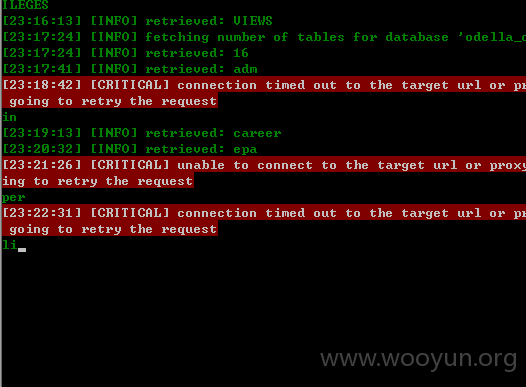 ILEGES
[23:16:13] [INFO] retrieved: VIEWS
[23:17:24] [INFO] fetching number of tables for database 'odella_
[23:17:24] [INFO] retrieved: 16
[23:17:41] [INFO] retrieved: adm
[23:18:42] [CRITICAL] connection timed out to the target url or pr
going to retry the request
in
[23:19:13] [INFO] retrieved: career
[23:20:32] [INFO] retrieved: epa
[23:21:26] [CRITICAL] unable to connect to the target url or proxy
ing to retry the request
per
[23:22:31] [CRITICAL] connection timed out to the target url or pr
going to retry the request
li
www.wooyun.org